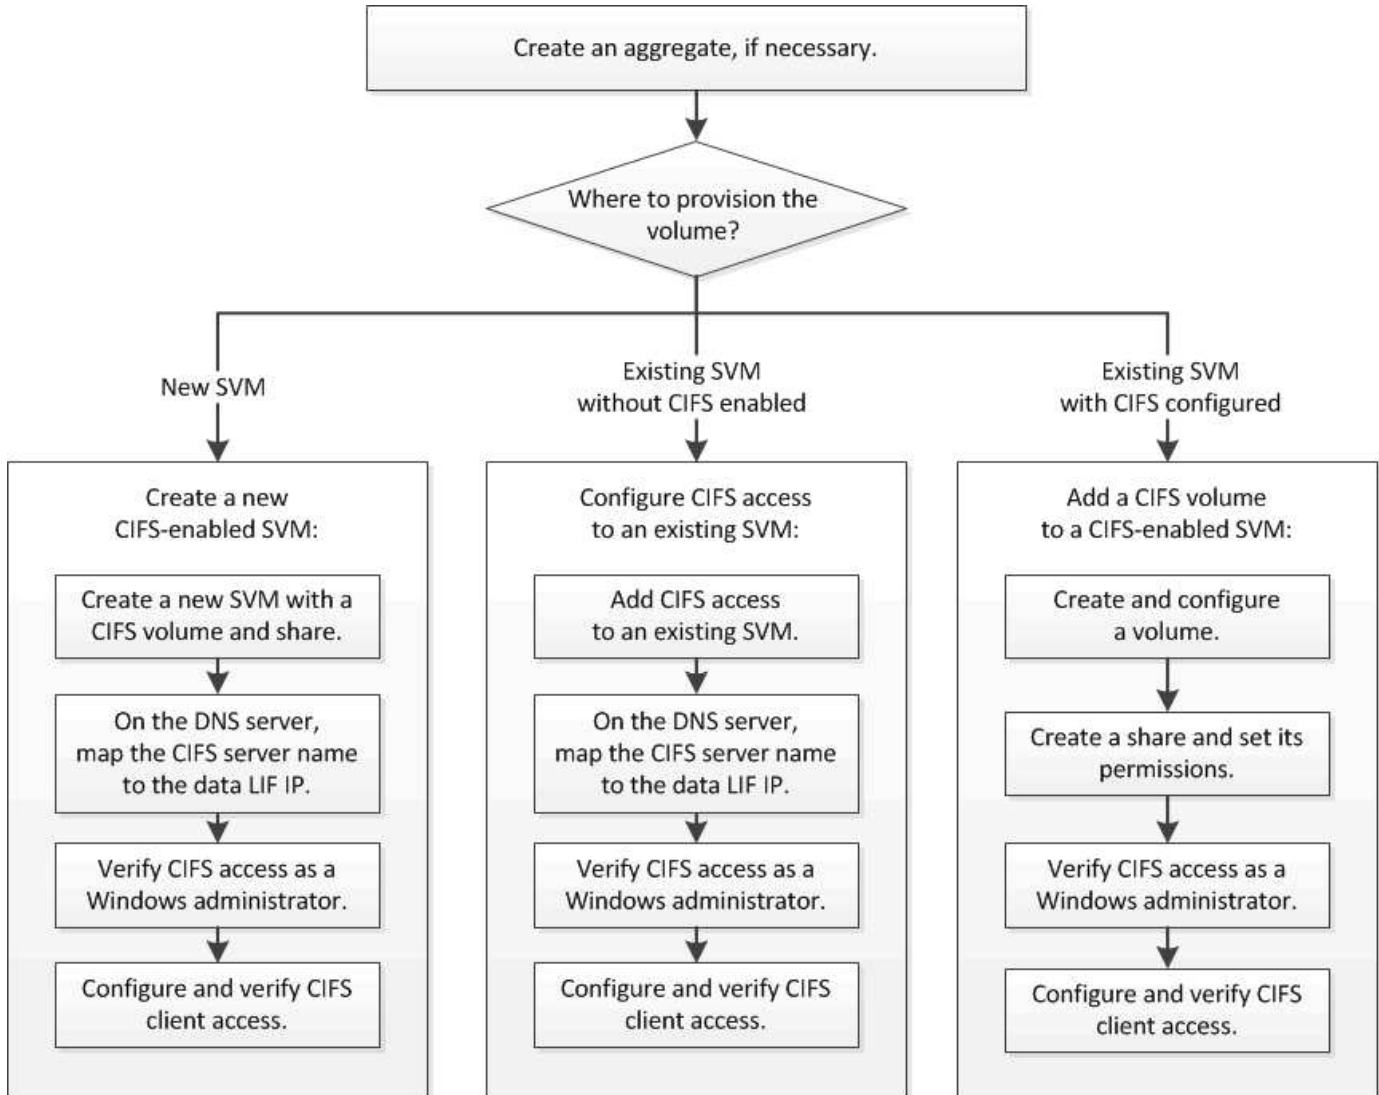 Create an aggregate, if necessary.
Where to provision the
volume?
New SVM
Existing SVM
without CIFS enabled
Existing SVM
with CIFS configured
Create a new
CIFS-enabled SVM:
Create a new SVM with a
CIFS volume and share.
On the DNS server,
map the CIFS server name
to the data LIF IP.
Verify CIFS access as a
Windows administrator.
Configure and verify CIFS
client access.
Configure CIFS access
to an existing SVM:
Add CIFS access
to an existing SVM.
On the DNS server,
map the CIFS server name
to the data LIF IP.
Verify CIFS access as a
Windows administrator.
Configure and verify CIFS
client access.
Add a CIFS volume
to a CIFS-enabled SVM:
Create and configure
a volume.
Create a share and set its
permissions.
Verify CIFS access as a
Windows administrator.
Configure and verify CIFS
client access.